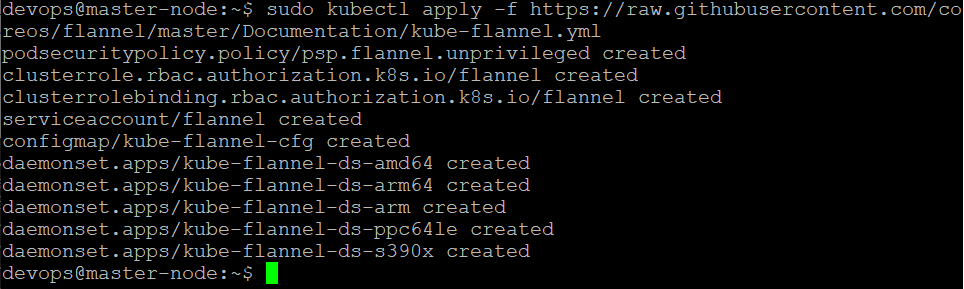 devops@master-node:~$ sudo kubectl apply -f https://raw.githubusercontent.com/co
reos/flannel/master/Documentation/kube-flannel.yml
podsecuritypolicy.policy/psp.flannel.unprivileged created
clusterrole.rbac.authorization.k8s.io/flannel created
clusterrolebinding.rbac.authorization.k8s.io/flannel created
serviceaccount/flannel created
configmap/kube-flannel-cfg created
daemonset.apps/kube-flannel-ds-amd64 created
daemonset.apps/kube-flannel-ds-arm64 created
daemonset.apps/kube-flannel-ds-arm created
daemonset.apps/kube-flannel-ds-ppc64le created
daemonset.apps/kube-flannel-ds-s390x created
devops@master-node:~$